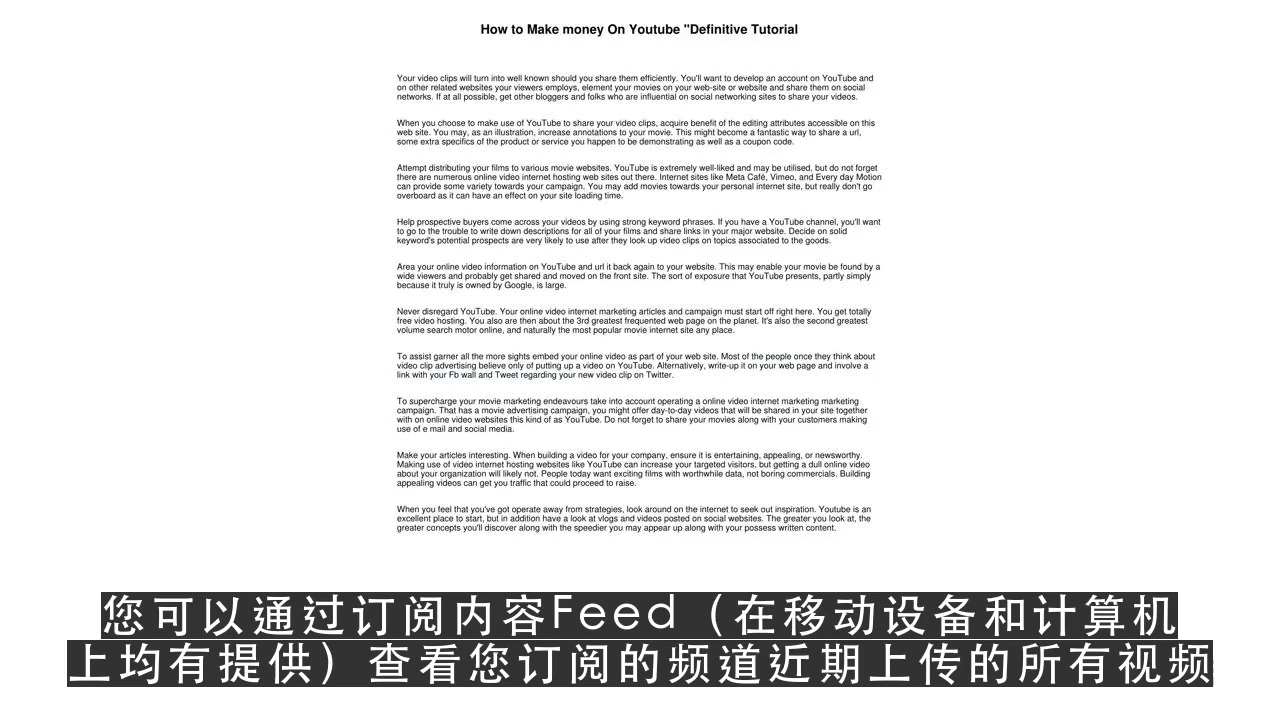 How to Make money On Youtube "Definitive Tutorial
Your video clips will turn into well known should you share them efficiently. You'll want to develop an account on YouTube and
on other related websites your viewers employs, element your movies on your web-site or website and share them on social
networks. If at all possible, get other bloggers and folks who are influential on social networking sites to share your videos.
When you choose to make use of YouTube to share your video clips, acquire benefit of the editing attributes accessible on this
web site. You may, as an illustration, increase annotations to your movie. This might become a fantastic way to share a url,
some extra specifics of the product or service you happen to be demonstrating as well as a coupon code.
Attempt distributing your films to various movie websites. YouTube is extremely well-liked and may be utilised, but do not forget
there are numerous online video internet hosting web sites out there. Internet sites like Meta Café, Vimeo, and Every day Motion
can provide some variety towards your campaign. You may add movies towards your personal internet site, but really don't go
overboard as it can have an effect on your site loading time.
Help prospective buyers come across your videos by using strong keyword phrases. If you have a YouTube channel, you'll want
to go to the trouble to write down descriptions for all of your films and share links in your major website. Decide on solid
keyword's potential prospects are very likely to use after they look up video clips on topics associated to the goods.
Area your online video information on YouTube and url it back again to your website. This may enable your movie be found by a
wide viewers and probably get shared and moved on the front site. The sort of exposure that YouTube presents, partly simply
because it truly is owned by Google, is large.
Never disregard YouTube. Your online video internet marketing articles and campaign must start off right here. You get totally
free video hosting. You also are then about the 3rd greatest frequented web page on the planet. It's also the second greatest
volume search motor online, and naturally the most popular movie internet site any place.
To assist garner all the more sights embed your online video as part of your web site. Most of the people once they think about
video clip advertising believe only of putting up a video on YouTube. Alternatively, write-up it on your web page and involve a
link with your Fb wall and Tweet regarding your new video clip on Twitter.
To supercharge your movie marketing endeavours take into account operating a online video internet marketing marketing
campaign. That has a movie advertising campaign, you might offer day-to-day videos that will be shared in your site together
with on online video websites this kind of as YouTube. Do not forget to share your movies along with your customers making
use of e mail and social media.
Make your articles interesting. When building a video for your company, ensure it is entertaining, appealing, or newsworthy.
Making use of video internet hosting websites like YouTube can increase your targeted visitors, but getting a dull online video
about your organization will likely not. People today want exciting films with worthwhile data, not boring commercials. Building
appealing videos can get you traffic that could proceed to raise.
When you feel that you've got operate away from strategies, look around on the internet to seek out inspiration. Youtube is an
excellent place to start, but in addition have a look at vlogs and videos posted on social websites. The greater you look at, the
greater concepts you'll discover along with the speedier you may appear up along with your possess written content.
您可以通过订阅内容Feed（在移动设备和计算机
上均有提供）查看您订阅的频道近期上传的所有视频